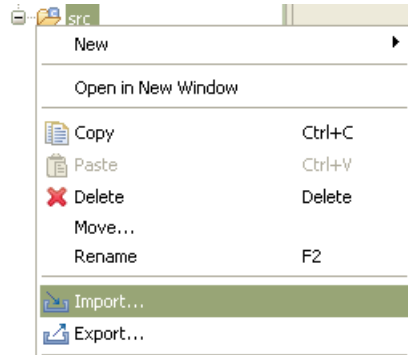 src
New
Open in New Window
Copy Ctrl+C
Paste Ctrl+V
Delete Delete
Move...
Rename F2
Import...
Export...